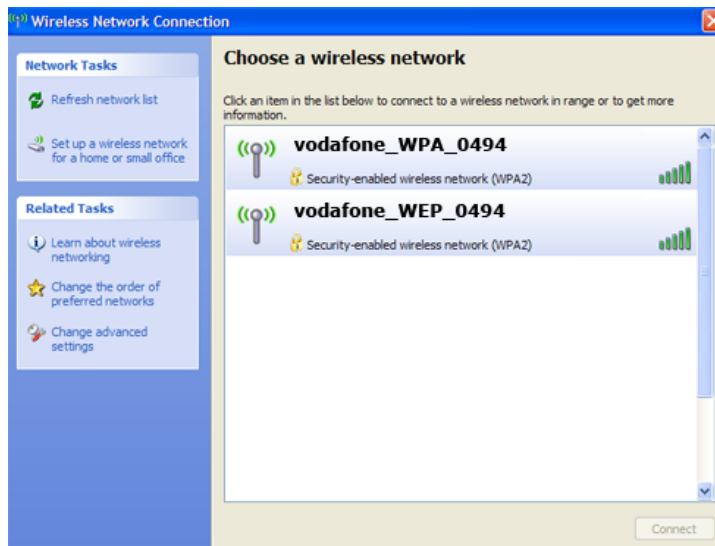 Wireless Network Connection
Network Tasks
Refresh network list
Set up a wireless network
for a home or small office
Related Tasks
Learn about wireless
networking
Change the order of
preferred networks
Change advanced
settings
Choose a wireless network
Click an item in the list below to connect to a wireless network in range or to get more
information.
vodafone_WPA_0494
Security-enabled wireless network (WPA2)
vodafone_WEP_0494
Security-enabled wireless network (WPA2)
Connect